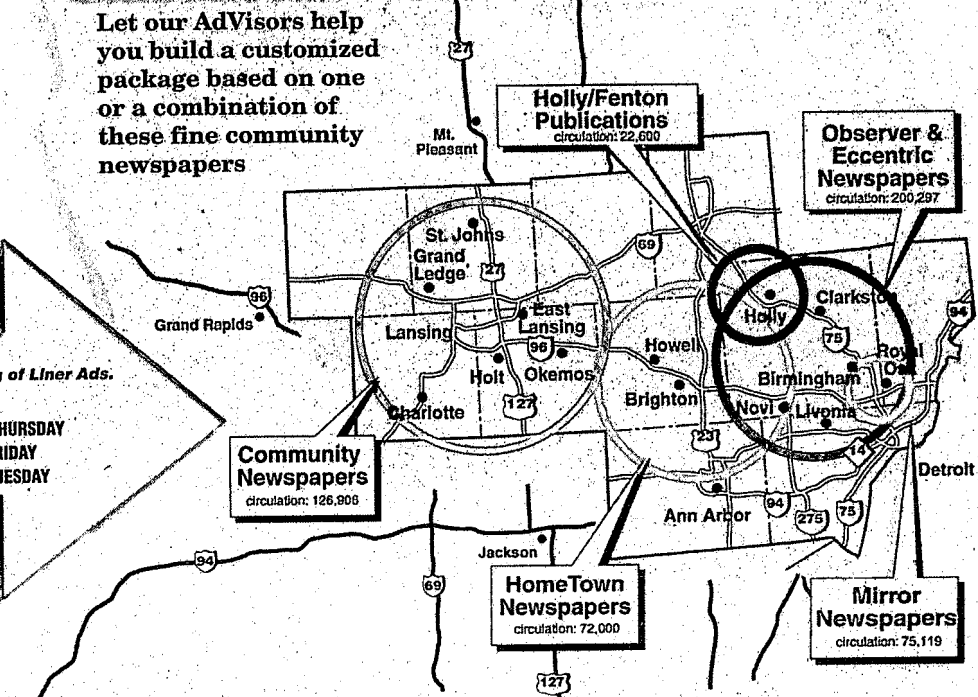 Let our AdVisors help
you build a customized
package based on one
or a combination of
these fine community
newspapers
27
Mt.
Pleasant
Holly/Fenton
Publications
circulation: 22,600
Observer &
Eccentric
Newspapers
circulation: 200,297
St. Johns
Grand
Ledge
27
69
96
Grand Rapids
Lansing
East
Lansing
96
Holt
Okemos
127
Charlotte
Howell
Brighton
23
Holly
Clarkston
75
94
Royal
Oak
Birmingham
Novi
Livonia
14
Detroit
g of Liner Ads.
HURSDAY
RIDAY
ESDAY
Community
Newspapers
circulation: 126,906
Ann Arbor
94
275
75
Jackson
94
69
HomeTown
Newspapers
circulation: 72,000
Mirror
Newspapers
circulation: 75,119
127